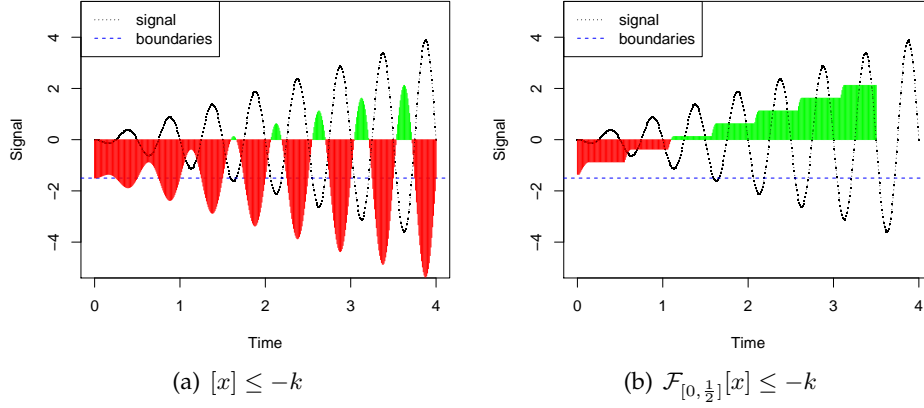 signal
boundaries
Signal
4
2
0
−2
−4
0 1 2 3 4
Time
(a) [x] ≤ −k
signal
boundaries
Signal
4
2
0
−2
−4
0 1 2 3 4
Time
(b) F[0, 1/2][x] ≤ −k